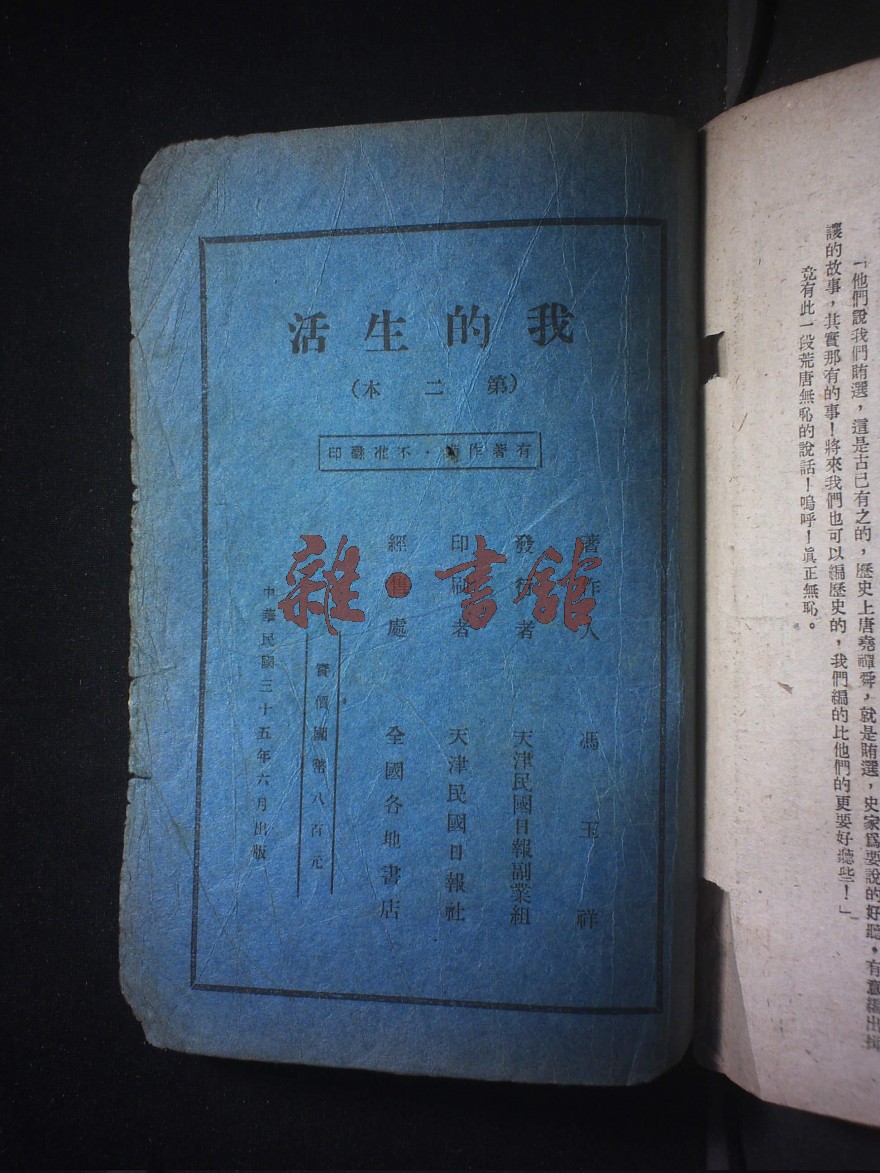 「他們說我們賄選，這是古已有之的，歷史上唐堯禪舜，就是賄選，史家爲要說的好聽，有意編出揖
讓的故事，其實那有的事！將來我們也可以編歷史的，我們編的比他們的更要好聽些！」
竟有此一段荒唐無恥的說話！嗚呼！眞正無恥。
我的生活
（第二本）
有著作權・不准翻印
著作人　馮玉祥
發行者　天津民國日報副業組
印刷者　天津民國日報社
經售處　全國各地書店
實價國幣八百元
中華民國三十五年六月出版
雜・書館